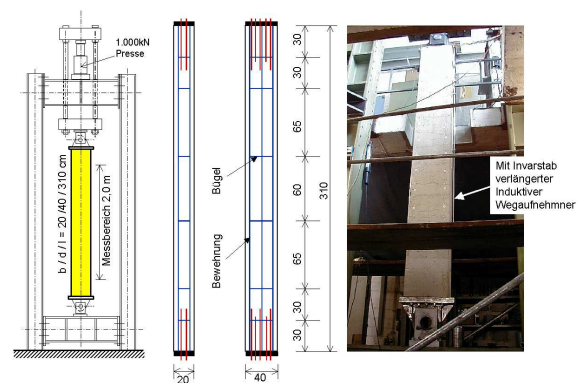 1.000kN
Presse
b / d / l = 20 /40 / 310 cm
Messbereich 2,0 m
Bügel
Bewehrung
20
40
30
30
65
60
65
30
30
310
Mit Invarstab
verlängerter
Induktiver
Wegaufnehmner